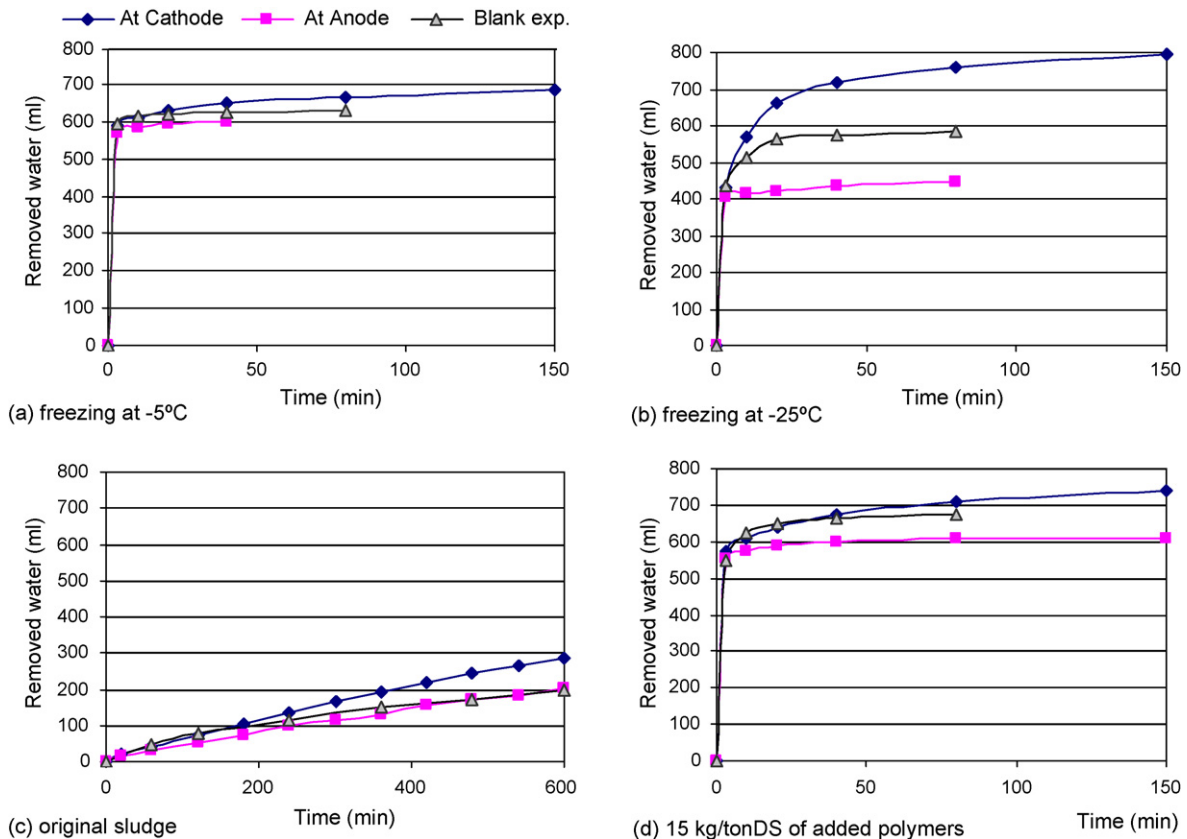 At Cathode At Anode Blank exp.
800
700
600
500
400
300
200
100
0
Removed water (ml)
0 50 100 150
Time (min)
(a) freezing at -5ºC
800
700
600
500
400
300
200
100
0
Removed water (ml)
0 50 100 150
Time (min)
(b) freezing at -25ºC
800
700
600
500
400
300
200
100
0
Removed water (ml)
0 200 400 600
Time (min)
(c) original sludge
800
700
600
500
400
300
200
100
0
Removed water (ml)
0 50 100 150
Time (min)
(d) 15 kg/tonDS of added polymers